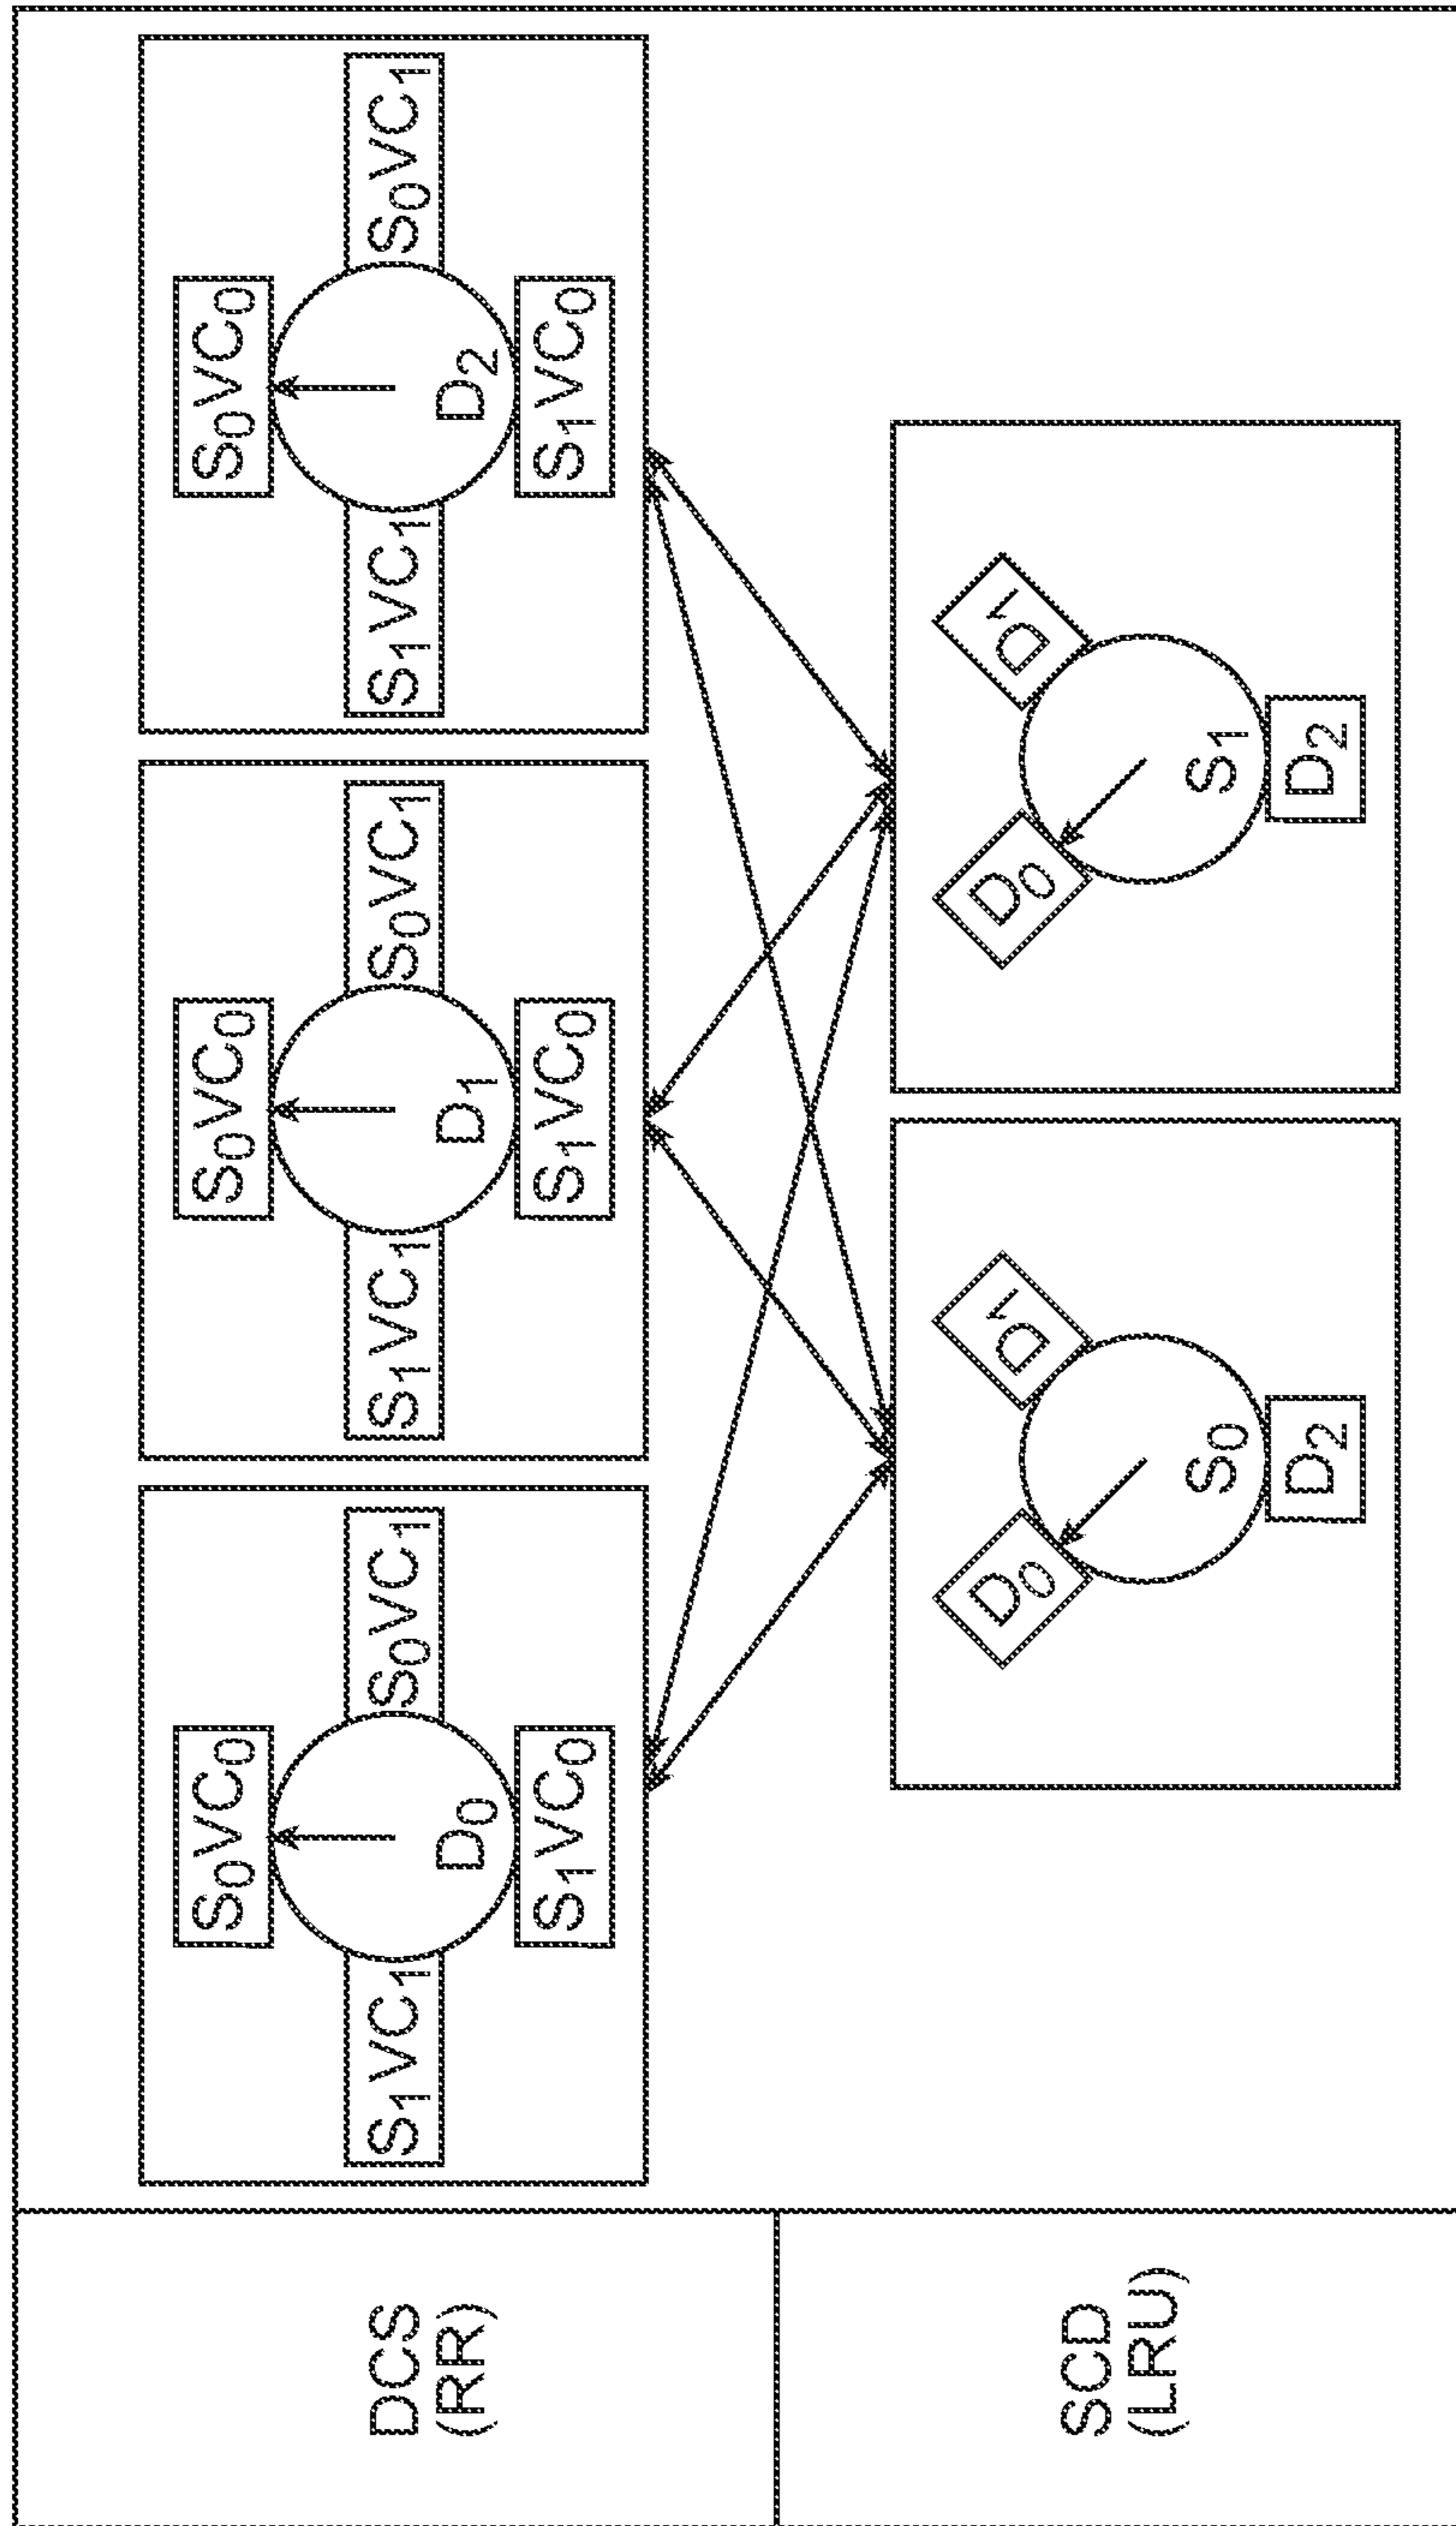 DCS
(RR)
S₀VC₀
S₁VC₁
S₀VC₁
D₀
S₁VC₀
S₀VC₀
S₁VC₁
S₀VC₁
D₁
S₁VC₀
S₀VC₀
S₁VC₁
S₀VC₁
D₂
S₁VC₀
SCD
(LRU)
D₀
D₁
S₀
D₂
D₀
D₁
S₁
D₂